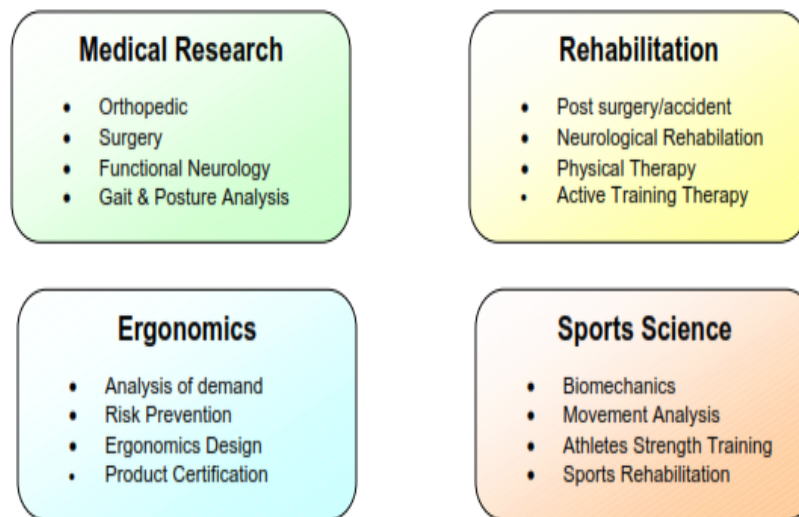 Medical Research
• Orthopedic
• Surgery
• Functional Neurology
• Gait & Posture Analysis
Rehabilitation
• Post surgery/accident
• Neurological Rehabilation
• Physical Therapy
• Active Training Therapy
Ergonomics
• Analysis of demand
• Risk Prevention
• Ergonomics Design
• Product Certification
Sports Science
• Biomechanics
• Movement Analysis
• Athletes Strength Training
• Sports Rehabilitation